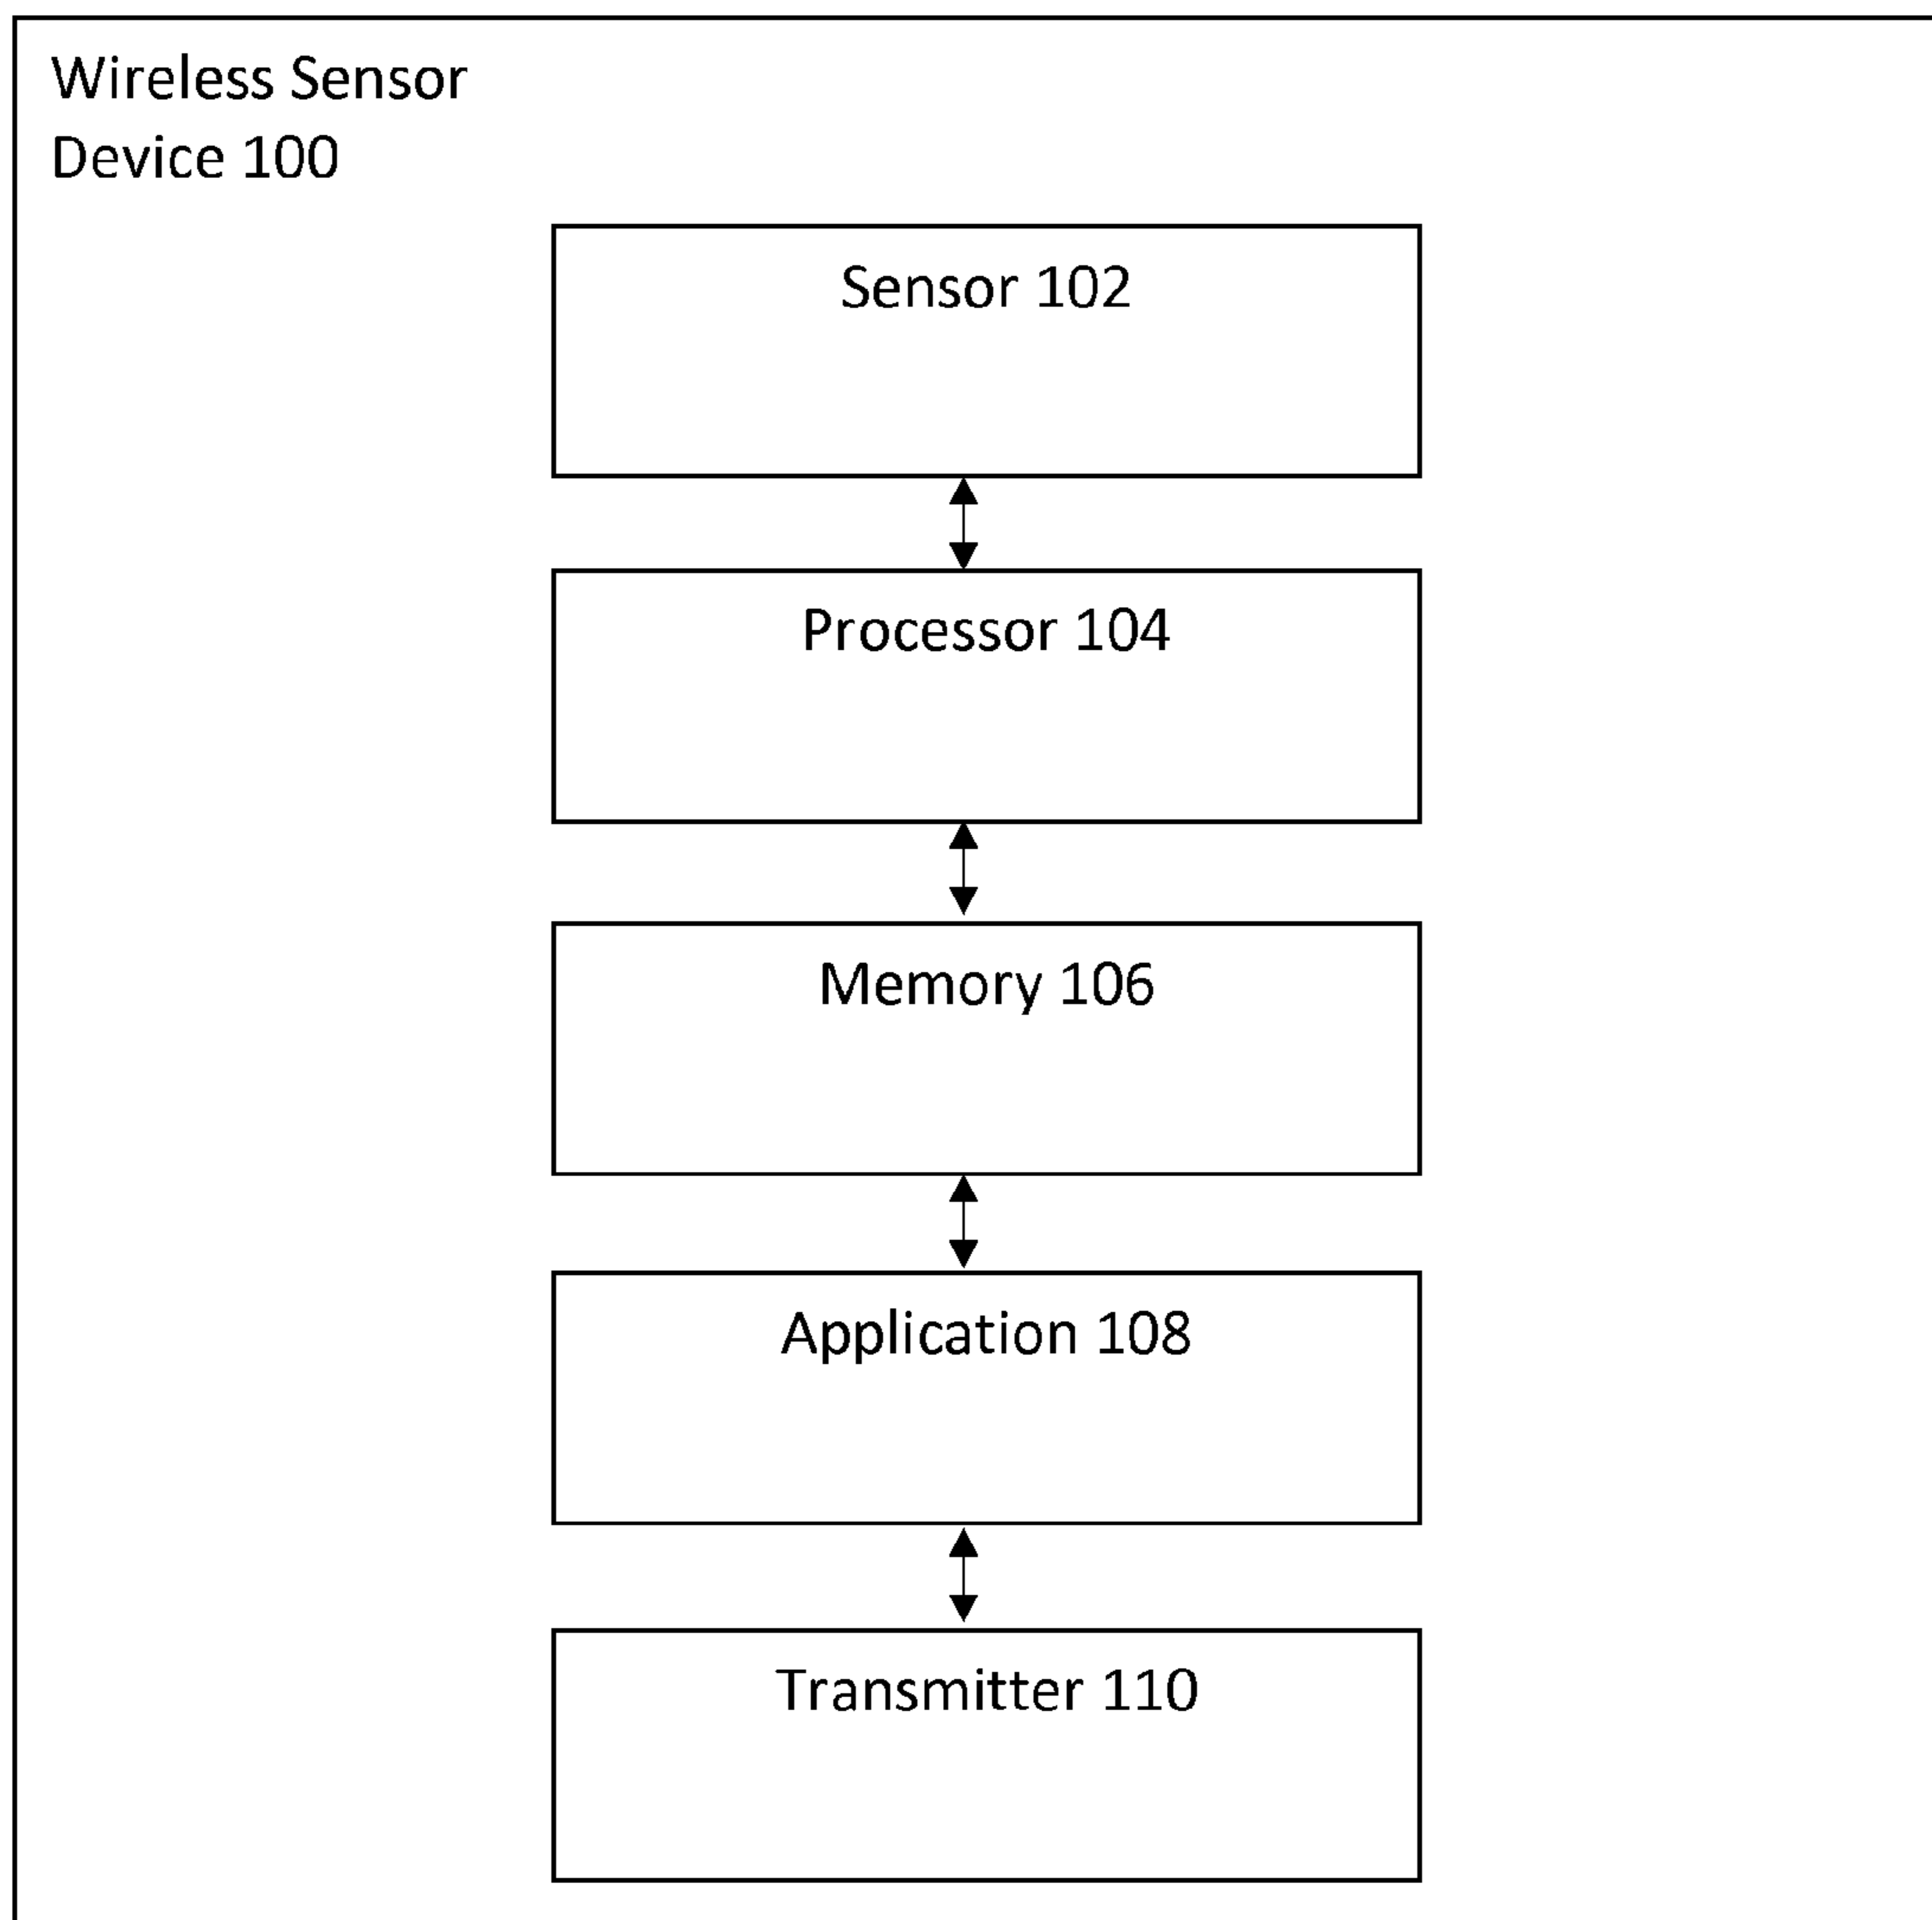 Wireless Sensor
Device 100
Sensor 102
Processor 104
Memory 106
Application 108
Transmitter 110